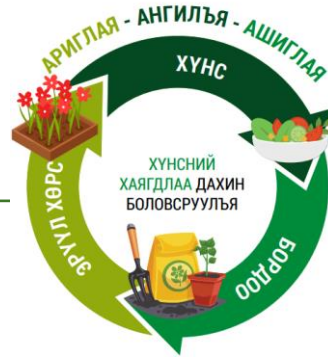 АРИГЛАЯ - АНГИЛЪЯ - АШИГЛАЯ
ХҮНС
БОРДОО
ЭРҮҮЛ ХӨРС
ХҮНСНИЙ
ХАЯГДЛАА ДАХИН
БОЛОВСРУУЛЪЯ